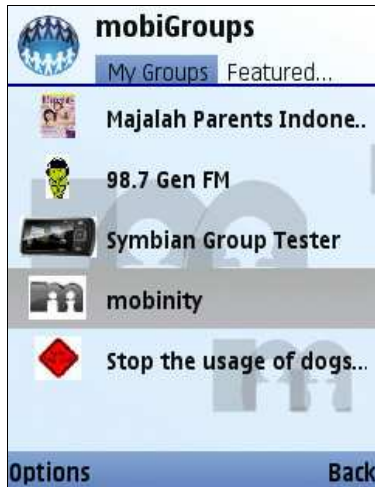 mobiGroups
My Groups Featured...
Majalah Parents Indone..
98.7 Gen FM
Symbian Group Tester
mobinity
Stop the usage of dogs...
Options Back